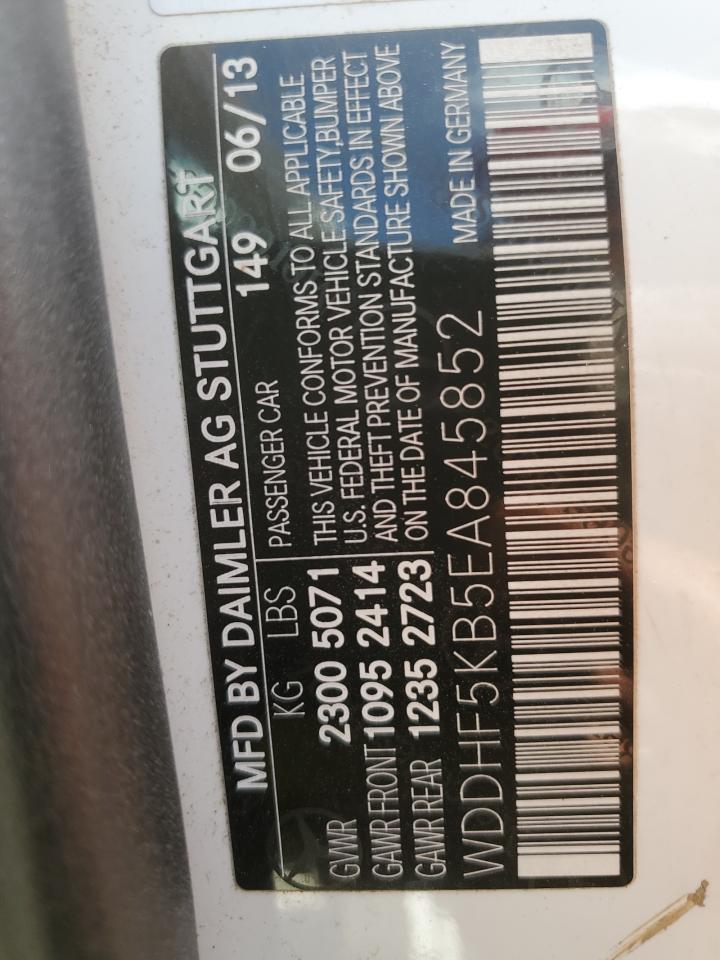 MFD BY DAIMLER AG STUTTGART
149 06/13
KG LBS PASSENGER CAR
GVWR 2300 5071 THIS VEHICLE CONFORMS TO ALL APPLICABLE
GAWR FRONT 1095 2414 U.S. FEDERAL MOTOR VEHICLE SAFETY,BUMPER
AND THEFT PREVENTION STANDARDS IN EFFECT
GAWR REAR 1235 2723 ON THE DATE OF MANUFACTURE SHOWN ABOVE
WDDHF5KB5EA845852 MADE IN GERMANY